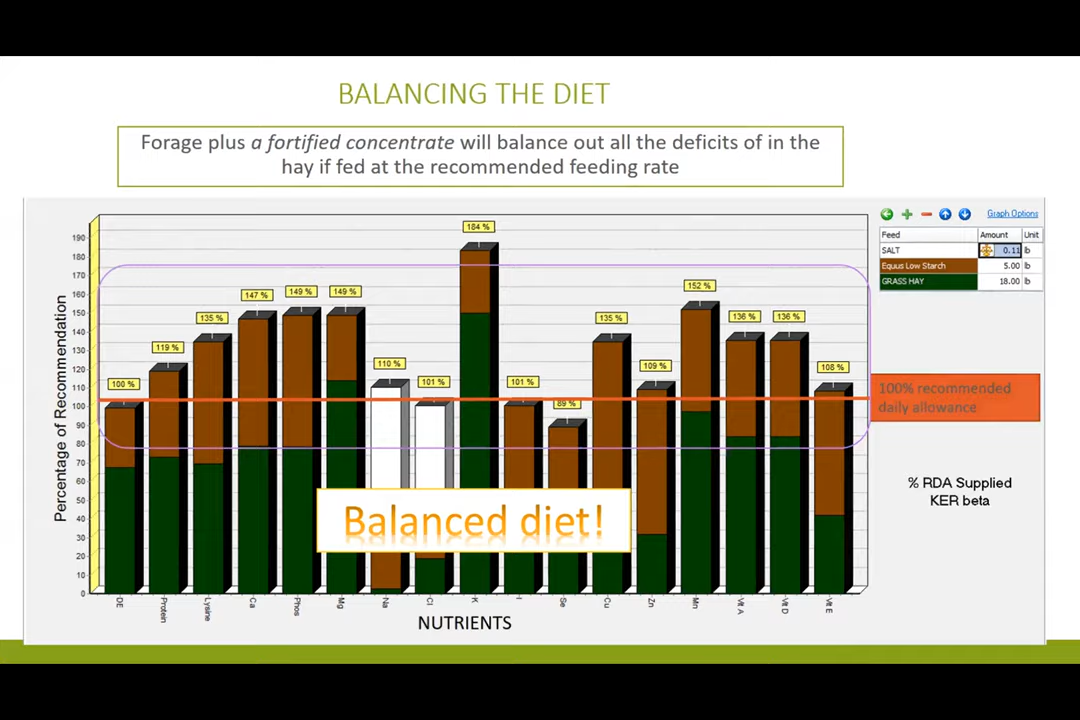 BALANCING THE DIET
Forage plus a fortified concentrate will balance out all the deficits of in the
hay if fed at the recommended feeding rate
Graph Options
Feed Amount Unit
SALT 0.11 lb
Equus Low Starch 5.00 lb
GRASS HAY 18.00 lb
Percentage of Recommendation
190
180
170
160
150
140
130
120
110
100
90
80
70
60
50
40
30
20
10
0
100 %
119 %
135 %
147 %
149 %
149 %
110 %
101 %
184 %
101 %
89 %
135 %
109 %
152 %
136 %
136 %
108 %
100% recommended
daily allowance
% RDA Supplied
KER beta
Balanced diet!
DE Protein Lysine Ca Phos Mg Na Cl K I Se Cu Zn Mn Vit A Vit D Vit E
NUTRIENTS